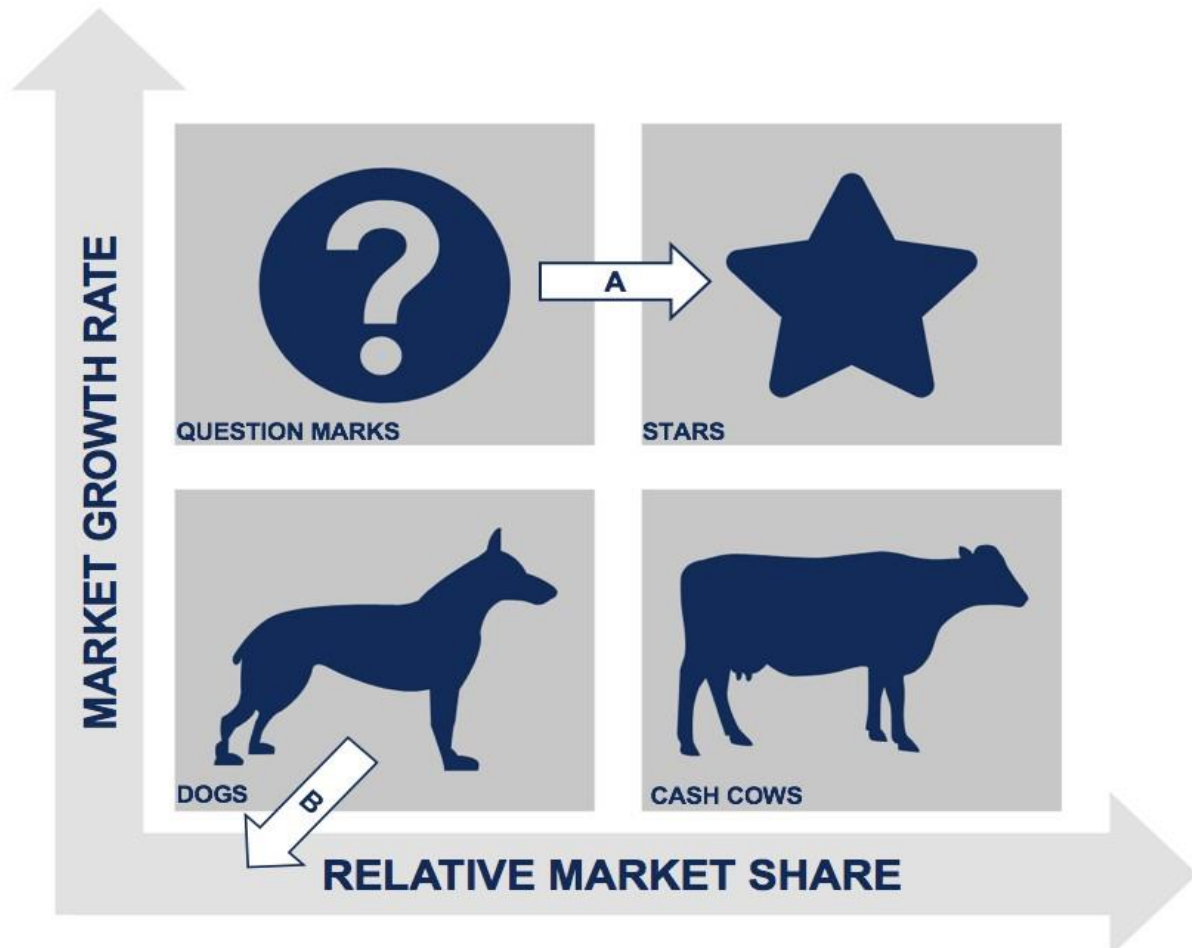 MARKET GROWTH RATE
QUESTION MARKS
A
STARS
DOGS
B
CASH COWS
RELATIVE MARKET SHARE